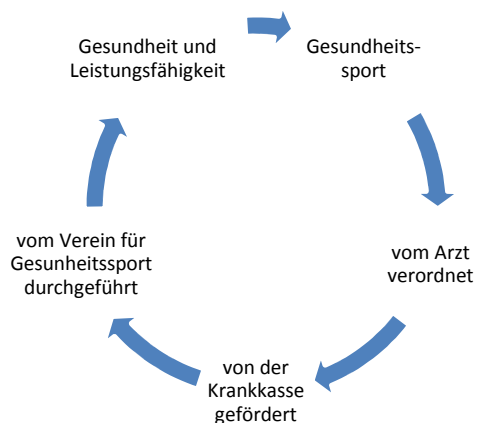 Gesundheit und
Leistungsfähigkeit
Gesundheits-
sport
vom Arzt
verordnet
von der
Krankkasse
gefördert
vom Verein für
Gesunheitssport
durchgeführt